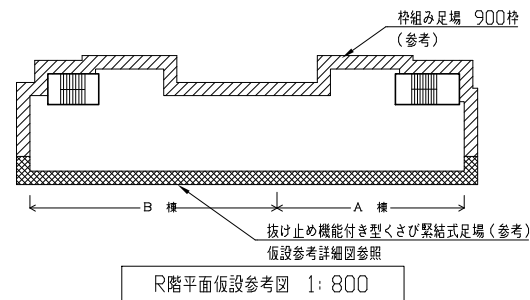 枠組み足場 900枠
(参考)
B 棟
A 棟
抜け止め機能付き型くさび緊結式足場(参考)
仮設参考詳細図参照
R階平面仮設参考図 1:800